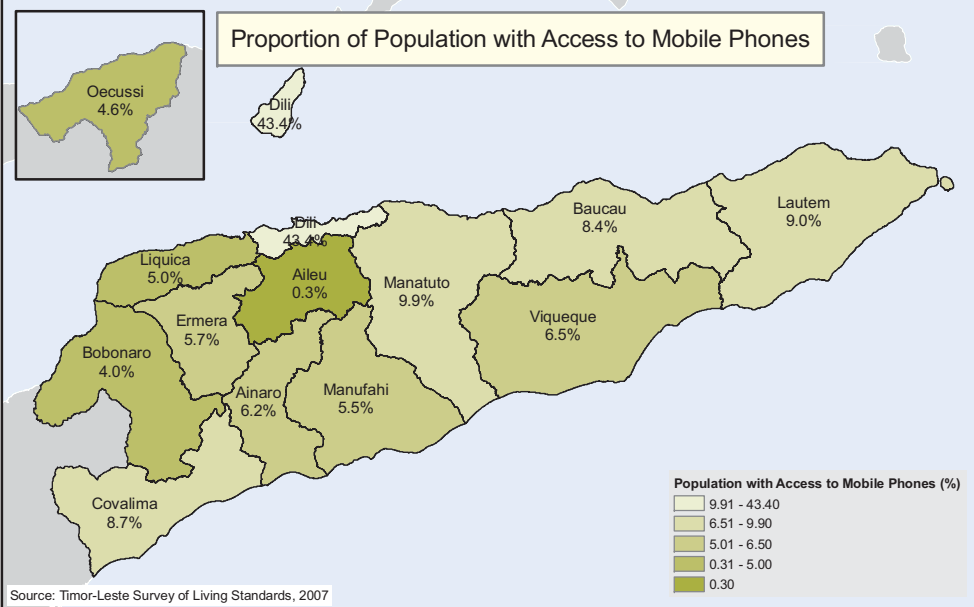 Proportion of Population with Access to Mobile Phones
Oecussi
4.6%
Dili
43.4%
Lautem
9.0%
Baucau
8.4%
Dili
43.4%
Liquica
5.0%
Aileu
0.3%
Manatuto
9.9%
Viqueque
6.5%
Ermera
5.7%
Bobonaro
4.0%
Ainaro
6.2%
Manufahi
5.5%
Covalima
8.7%
Population with Access to Mobile Phones (%)
9.91 - 43.40
6.51 - 9.90
5.01 - 6.50
0.31 - 5.00
0.30
Source: Timor-Leste Survey of Living Standards, 2007